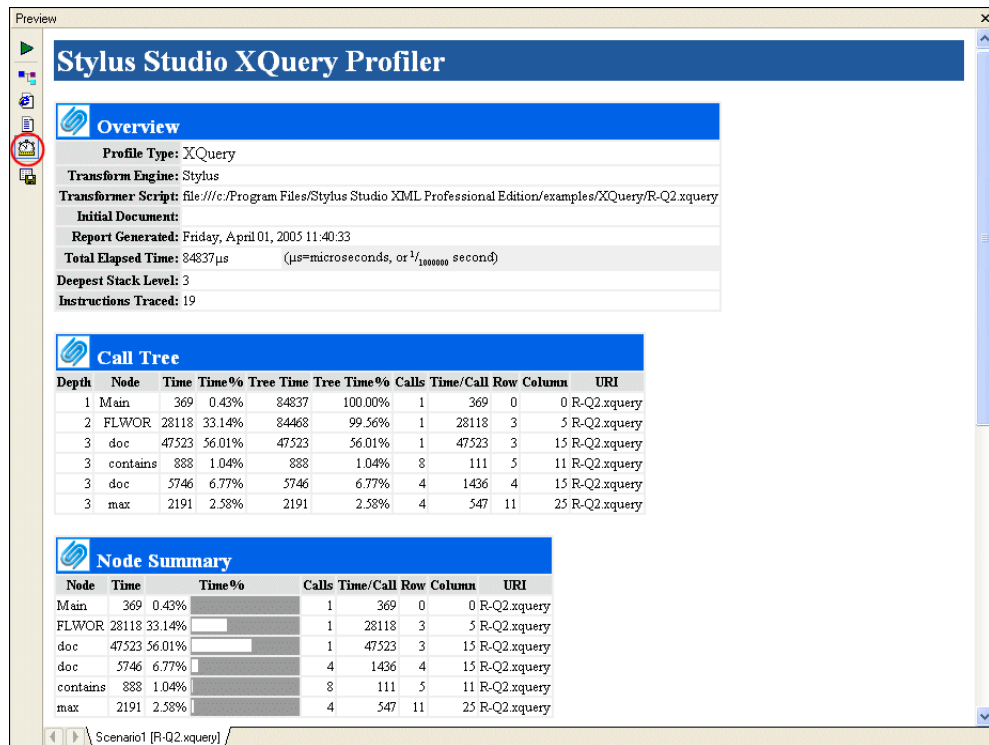 Preview
Stylus Studio XQuery Profiler
Overview
Profile Type: XQuery
Transform Engine: Stylus
Transformer Script: file:///c:/Program Files/Stylus Studio XML Professional Edition/examples/XQuery/R-Q2.xquery
Initial Document:
Report Generated: Friday, April 01, 2005 11:40:33
Total Elapsed Time: 84837µs (µs=microseconds, or 1/1000000 second)
Deepest Stack Level: 3
Instructions Traced: 19
Call Tree
Depth Node Time Time% Tree Time Tree Time% Calls Time/Call Row Column URI
1 Main 369 0.43% 84837 100.00% 1 369 0 0 R-Q2.xquery
2 FLWOR 28118 33.14% 84468 99.56% 1 28118 3 5 R-Q2.xquery
3 doc 47523 56.01% 47523 56.01% 1 47523 3 15 R-Q2.xquery
3 contains 888 1.04% 888 1.04% 8 111 5 11 R-Q2.xquery
3 doc 5746 6.77% 5746 6.77% 4 1436 4 15 R-Q2.xquery
3 max 2191 2.58% 2191 2.58% 4 547 11 25 R-Q2.xquery
Node Summary
Node Time Time% Calls Time/Call Row Column URI
Main 369 0.43% 1 369 0 0 R-Q2.xquery
FLWOR 28118 33.14% 1 28118 3 5 R-Q2.xquery
doc 47523 56.01% 1 47523 3 15 R-Q2.xquery
doc 5746 6.77% 4 1436 4 15 R-Q2.xquery
contains 888 1.04% 8 111 5 11 R-Q2.xquery
max 2191 2.58% 4 547 11 25 R-Q2.xquery
Scenario1 [R-Q2.xquery]